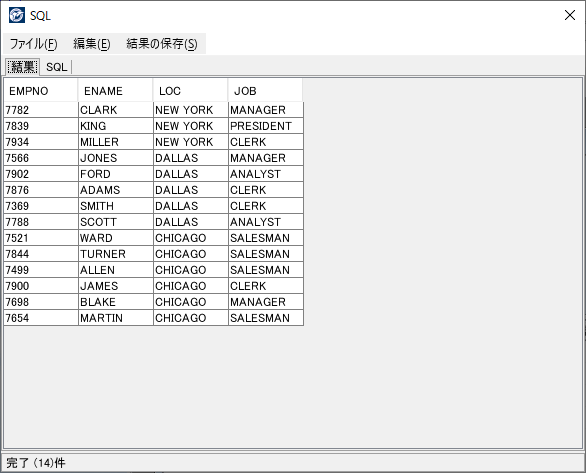 SQL
ファイル(F) 編集(E) 結果の保存(S)
結果 SQL
EMPNO ENAME LOC JOB
7782 CLARK NEW YORK MANAGER
7839 KING NEW YORK PRESIDENT
7934 MILLER NEW YORK CLERK
7566 JONES DALLAS MANAGER
7902 FORD DALLAS ANALYST
7876 ADAMS DALLAS CLERK
7369 SMITH DALLAS CLERK
7788 SCOTT DALLAS ANALYST
7521 WARD CHICAGO SALESMAN
7844 TURNER CHICAGO SALESMAN
7499 ALLEN CHICAGO SALESMAN
7900 JAMES CHICAGO CLERK
7698 BLAKE CHICAGO MANAGER
7654 MARTIN CHICAGO SALESMAN
完了 (14)件